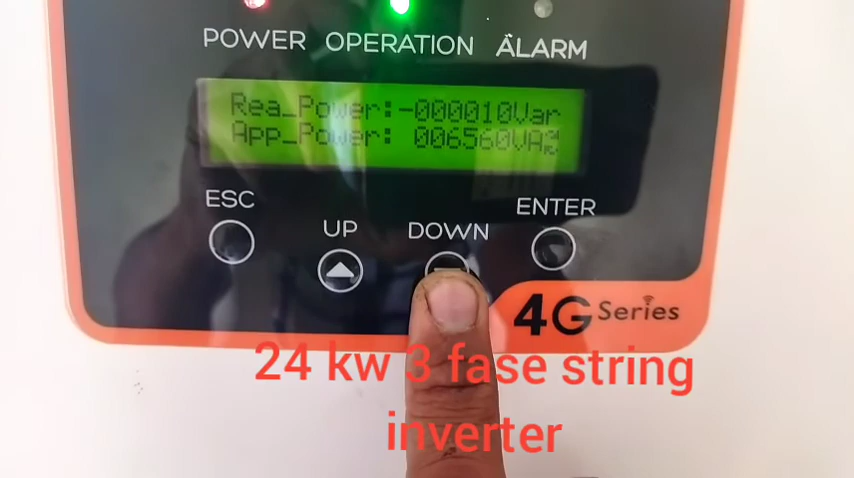 POWER OPERATION ALARM
Rea_Power:-000010Var
App_Power: 006560VA
ESC
UP
DOWN
ENTER
4G Series
24 kw 3 fase string
inverter